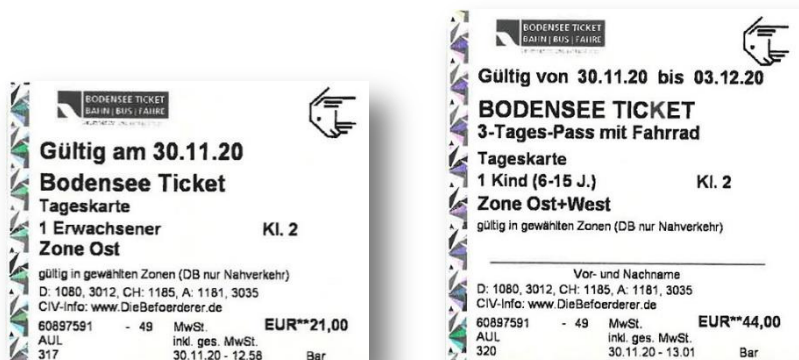 BODENSEE TICKET
BAHN | BUS | FÄHRE
Gültig am 30.11.20
Bodensee Ticket
Tageskarte
1 Erwachsener Kl. 2
Zone Ost
gültig in gewählten Zonen (DB nur Nahverkehr)
D: 1080, 3012, CH: 1185, A: 1181, 3035
CIV-Info: www.DieBefoerderer.de
60897591 - 49 MwSt. EUR**21,00
AUL inkl. ges. MwSt.
317 30.11.20 - 12.58 Bar
BODENSEE TICKET
BAHN | BUS | FÄHRE
Gültig von 30.11.20 bis 03.12.20
BODENSEE TICKET
3-Tages-Pass mit Fahrrad
Tageskarte
1 Kind (6-15 J.) Kl. 2
Zone Ost+West
gültig in gewählten Zonen (DB nur Nahverkehr)
Vor- und Nachname
D: 1080, 3012, CH: 1185, A: 1181, 3035
CIV-Info: www.DieBefoerderer.de
60897591 - 49 MwSt. EUR**44,00
AUL inkl. ges. MwSt.
320 30.11.20 - 13.01 Bar